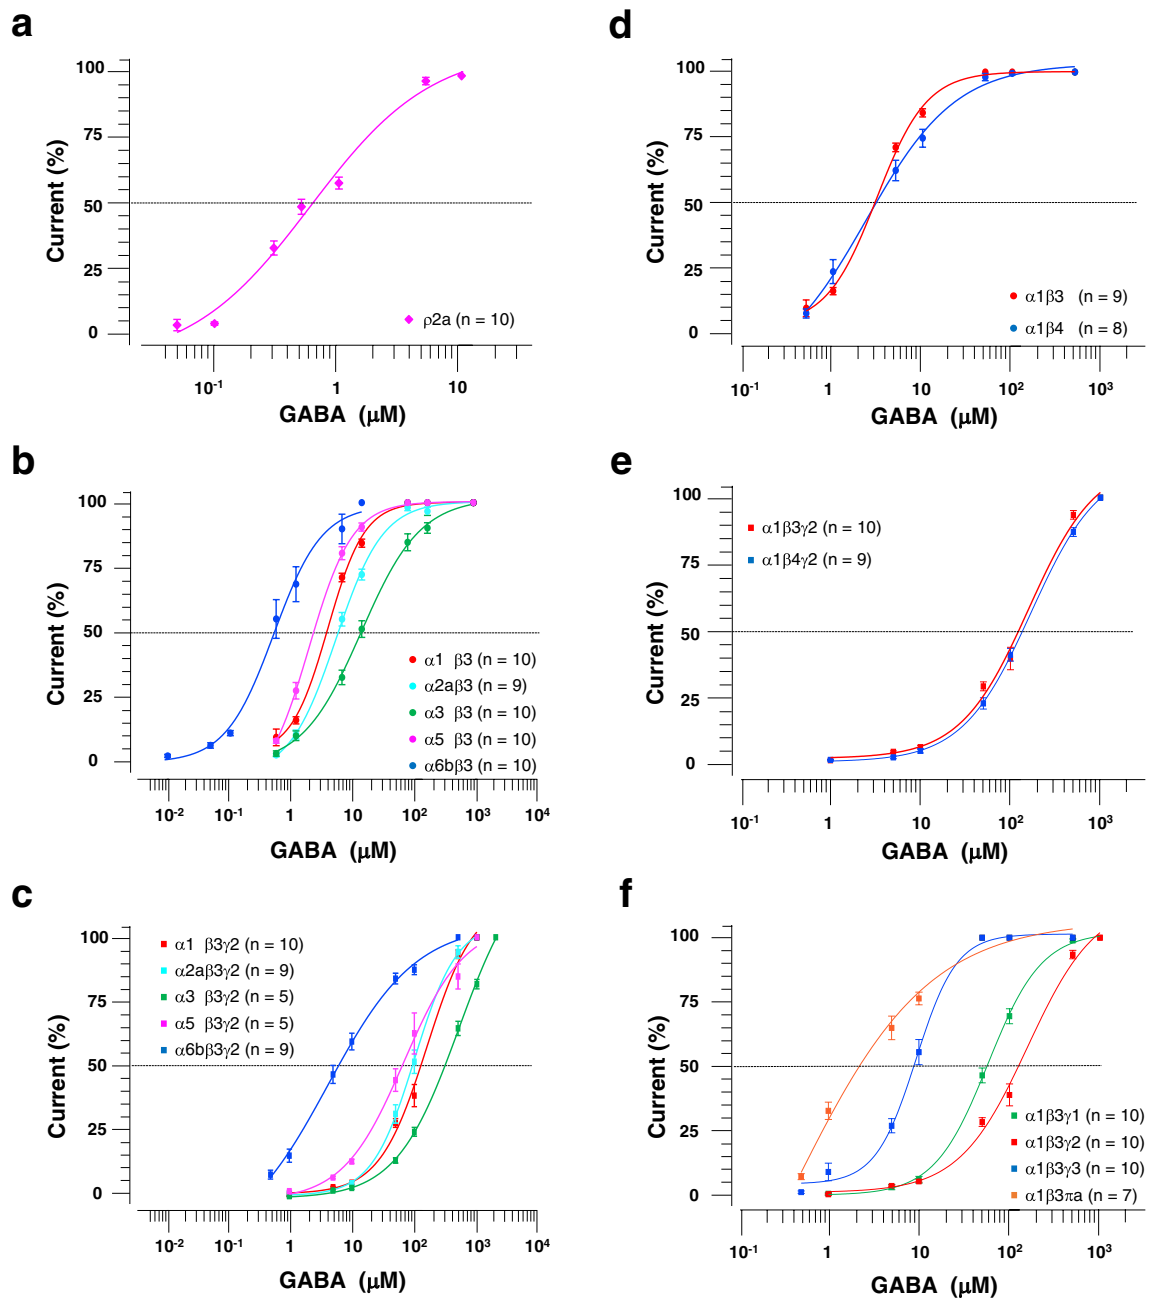 a
100
75
50
25
0
Current (%)
ρ2a (n = 10)
10-1
1
10
GABA (μM)
d
100
75
50
25
0
Current (%)
α1β3 (n = 9)
α1β4 (n = 8)
10-1
1
10
102
103
GABA (μM)
b
100
75
50
25
0
Current (%)
α1 β3 (n = 10)
α2aβ3 (n = 9)
α3 β3 (n = 10)
α5 β3 (n = 10)
α6bβ3 (n = 10)
10-2
10-1
1
10
102
103
104
GABA (μM)
e
100
75
50
25
0
Current (%)
α1β3γ2 (n = 10)
α1β4γ2 (n = 9)
10-1
1
10
102
103
GABA (μM)
c
100
75
50
25
0
Current (%)
α1 β3γ2 (n = 10)
α2aβ3γ2 (n = 9)
α3 β3γ2 (n = 5)
α5 β3γ2 (n = 5)
α6bβ3γ2 (n = 9)
10-2
10-1
1
10
102
103
104
GABA (μM)
f
100
75
50
25
0
Current (%)
α1β3γ1 (n = 10)
α1β3γ2 (n = 10)
α1β3γ3 (n = 10)
α1β3πa (n = 7)
10-1
1
10
102
103
GABA (μM)